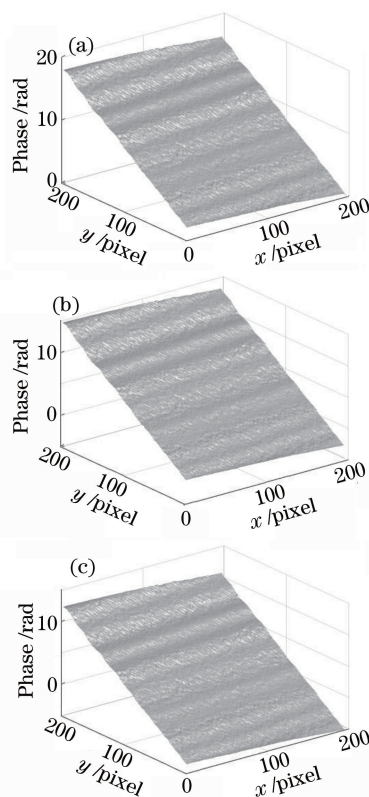 (a)
20
10
0
Phase /rad
200
100
0
y /pixel
100
200
x /pixel
(b)
10
0
Phase /rad
200
100
0
y /pixel
100
200
x /pixel
(c)
10
0
Phase /rad
200
100
0
y /pixel
100
200
x /pixel